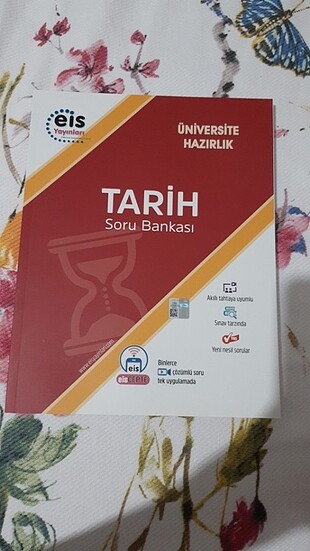 eis
Yayınları
ÜNİVERSİTE
HAZIRLIK
TARİH
Soru Bankası
Akıllı tahtaya uyumlu
Sınav tarzında
Yeni nesil sorular
eis
Binlerce
çözümlü soru
tek uygulamada